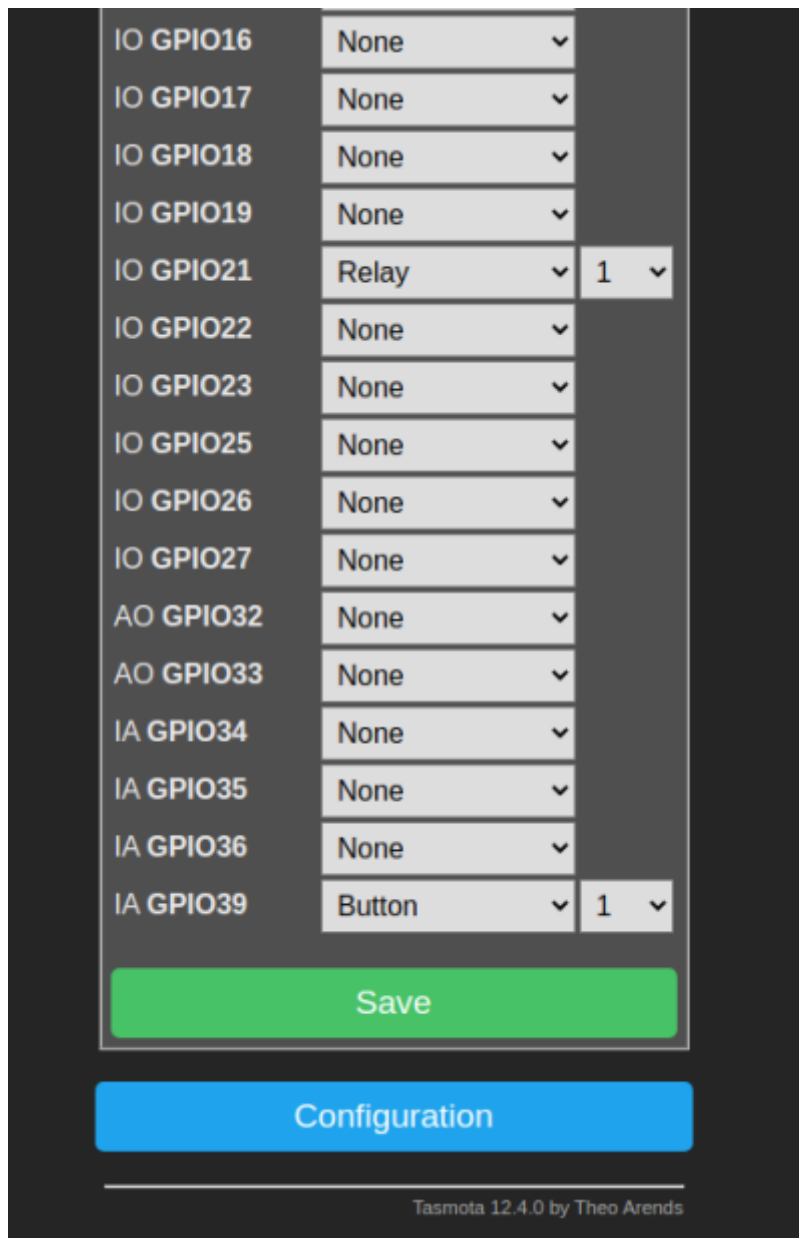 IO GPIO16 None
IO GPIO17 None
IO GPIO18 None
IO GPIO19 None
IO GPIO21 Relay 1
IO GPIO22 None
IO GPIO23 None
IO GPIO25 None
IO GPIO26 None
IO GPIO27 None
AO GPIO32 None
AO GPIO33 None
IA GPIO34 None
IA GPIO35 None
IA GPIO36 None
IA GPIO39 Button 1
Save
Configuration
Tasmota 12.4.0 by Theo Arends